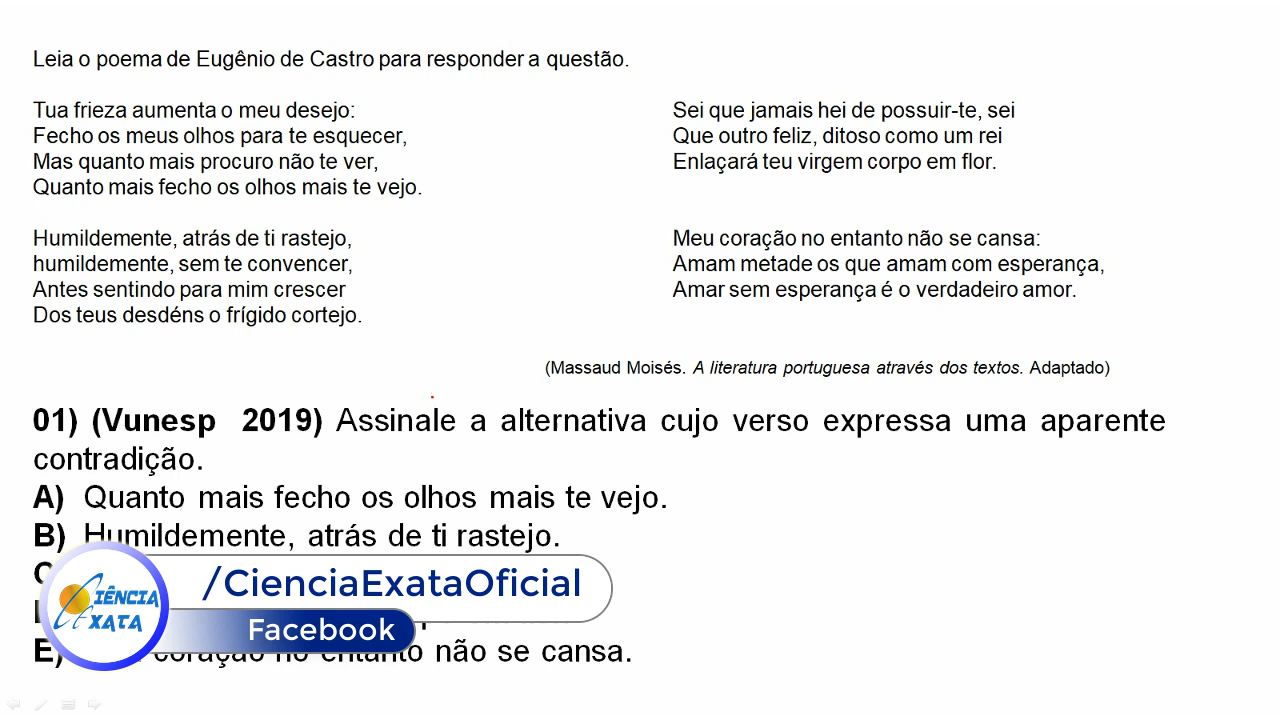 Leia o poema de Eugênio de Castro para responder a questão.
Tua frieza aumenta o meu desejo:
Fecho os meus olhos para te esquecer,
Mas quanto mais procuro não te ver,
Quanto mais fecho os olhos mais te vejo.
Humildemente, atrás de ti rastejo,
humildemente, sem te convencer,
Antes sentindo para mim crescer
Dos teus desdéns o frígido cortejo.
Sei que jamais hei de possuir-te, sei
Que outro feliz, ditoso como um rei
Enlaçará teu virgem corpo em flor.
Meu coração no entanto não se cansa:
Amam metade os que amam com esperança,
Amar sem esperança é o verdadeiro amor.
(Massaud Moisés. A literatura portuguesa através dos textos. Adaptado)
01) (Vunesp 2019) Assinale a alternativa cujo verso expressa uma aparente
contradição.
A) Quanto mais fecho os olhos mais te vejo.
B) Humildemente, atrás de ti rastejo.
/CienciaExataOficial
CIÊNCIA
EXATA
Facebook
E) coração no entanto não se cansa.